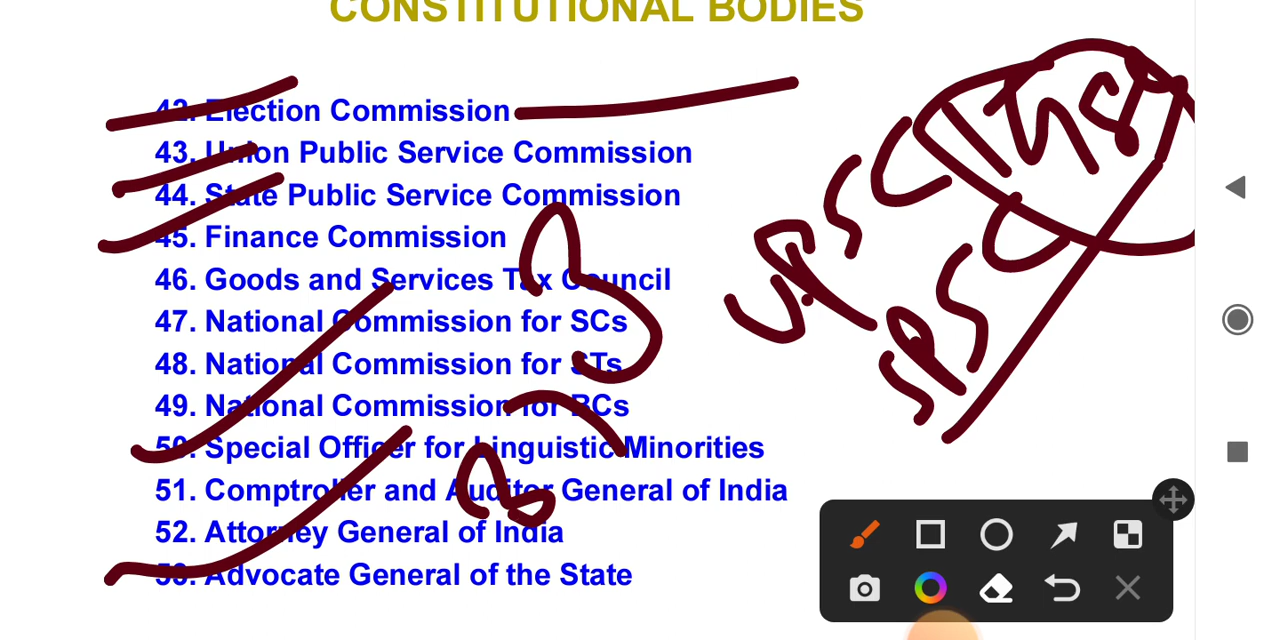 CONSTITUTIONAL BODIES
42. Election Commission
43. Union Public Service Commission
44. State Public Service Commission
45. Finance Commission
46. Goods and Services Tax Council
47. National Commission for SCs
48. National Commission for STs
49. National Commission for BCs
50. Special Officer for Linguistic Minorities
51. Comptroller and Auditor General of India
52. Attorney General of India
53. Advocate General of the State
UPSC
SPSC